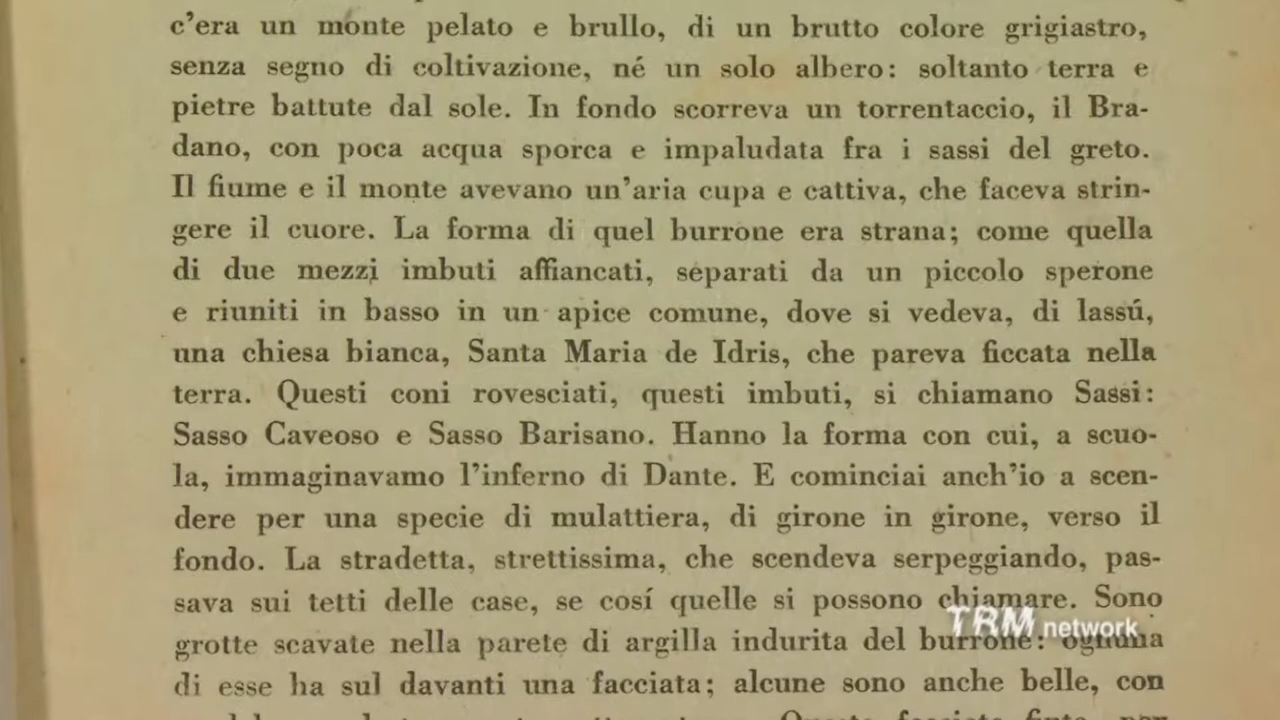 c'era un monte pelato e brullo, di un brutto colore grigiastro,
senza segno di coltivazione, né un solo albero: soltanto terra e
pietre battute dal sole. In fondo scorreva un torrentaccio, il Bra-
dano, con poca acqua sporca e impaludata fra i sassi del greto.
Il fiume e il monte avevano un'aria cupa e cattiva, che faceva strin-
gere il cuore. La forma di quel burrone era strana; come quella
di due mezzi imbuti affiancati, separati da un piccolo sperone
e riuniti in basso in un apice comune, dove si vedeva, di lassú,
una chiesa bianca, Santa Maria de Idris, che pareva ficcata nella
terra. Questi coni rovesciati, questi imbuti, si chiamano Sassi:
Sasso Caveoso e Sasso Barisano. Hanno la forma con cui, a scuo-
la, immaginavamo l'inferno di Dante. E cominciai anch'io a scen-
dere per una specie di mulattiera, di girone in girone, verso il
fondo. La stradetta, strettissima, che scendeva serpeggiando, pas-
sava sui tetti delle case, se cosí quelle si possono chiamare. Sono
grotte scavate nella parete di argilla indurita del burrone: ognuna
di esse ha sul davanti una facciata; alcune sono anche belle, con
TRM network